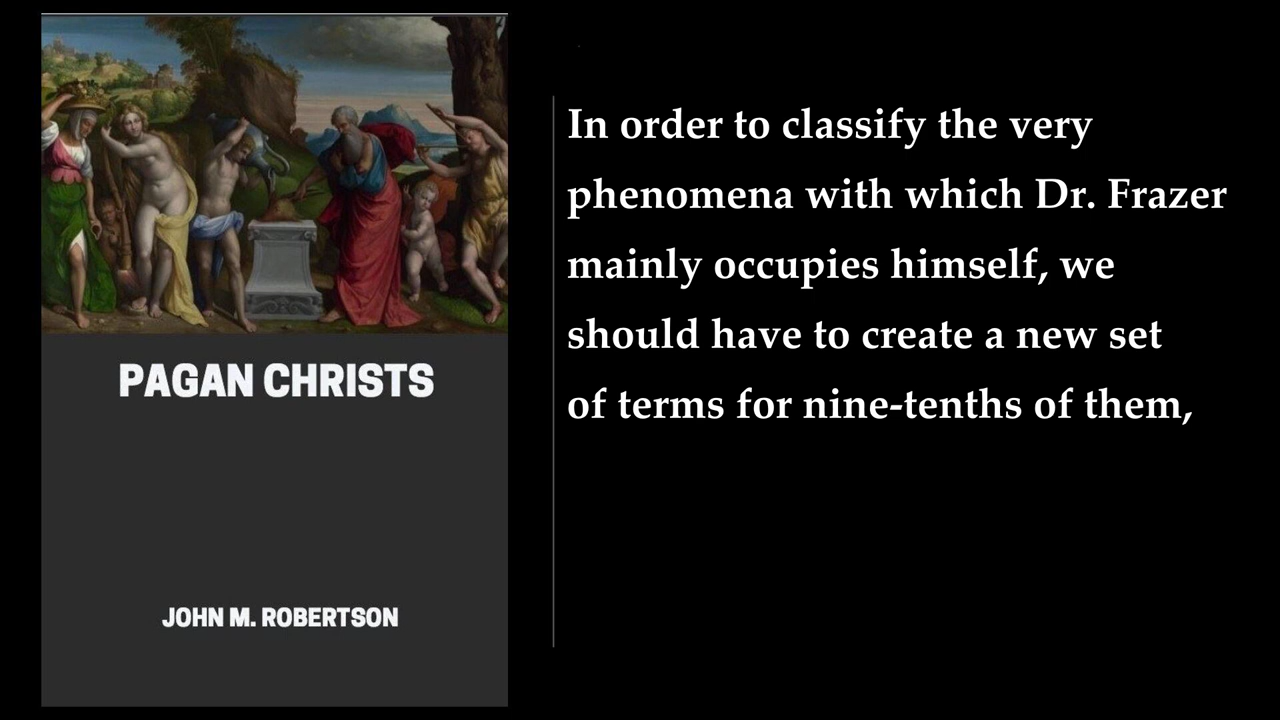 PAGAN CHRISTS
JOHN M. ROBERTSON
In order to classify the very
phenomena with which Dr. Frazer
mainly occupies himself, we
should have to create a new set
of terms for nine-tenths of them,